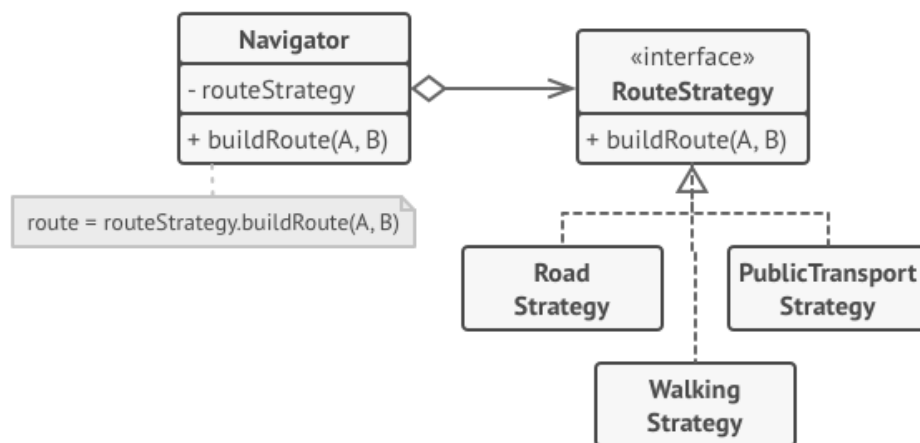 Navigator
- routeStrategy
+ buildRoute(A, B)
route = routeStrategy.buildRoute(A, B)
«interface»
RouteStrategy
+ buildRoute(A, B)
Road
Strategy
PublicTransport
Strategy
Walking
Strategy